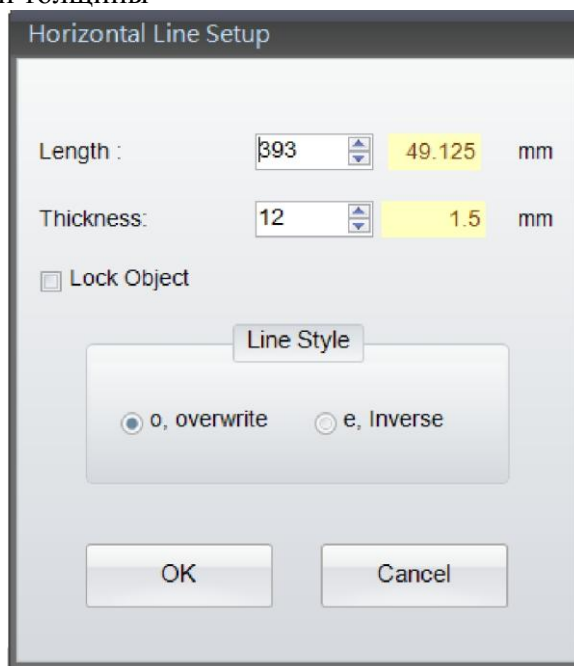 и толщины
Horizontal Line Setup
Length : 393 49.125 mm
Thickness: 12 1.5 mm
Lock Object
Line Style
o, overwrite e, Inverse
OK Cancel